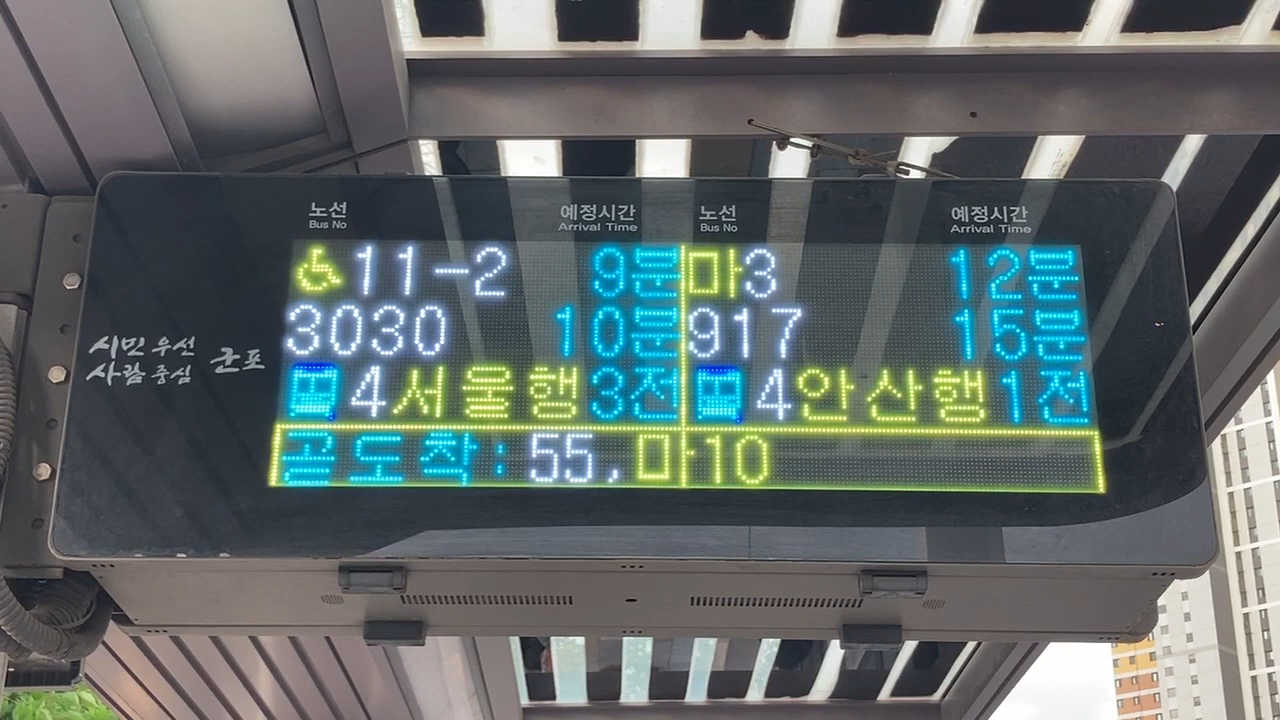 노선 예정시간 노선 예정시간
Bus No Arrival Time Bus No Arrival Time
11-2 9분 마3 12분
3030 10분 917 15분
4서울행 3전 4안산행 1전
곧도착: 55, 마10
시민 우선
사람 중심 군포